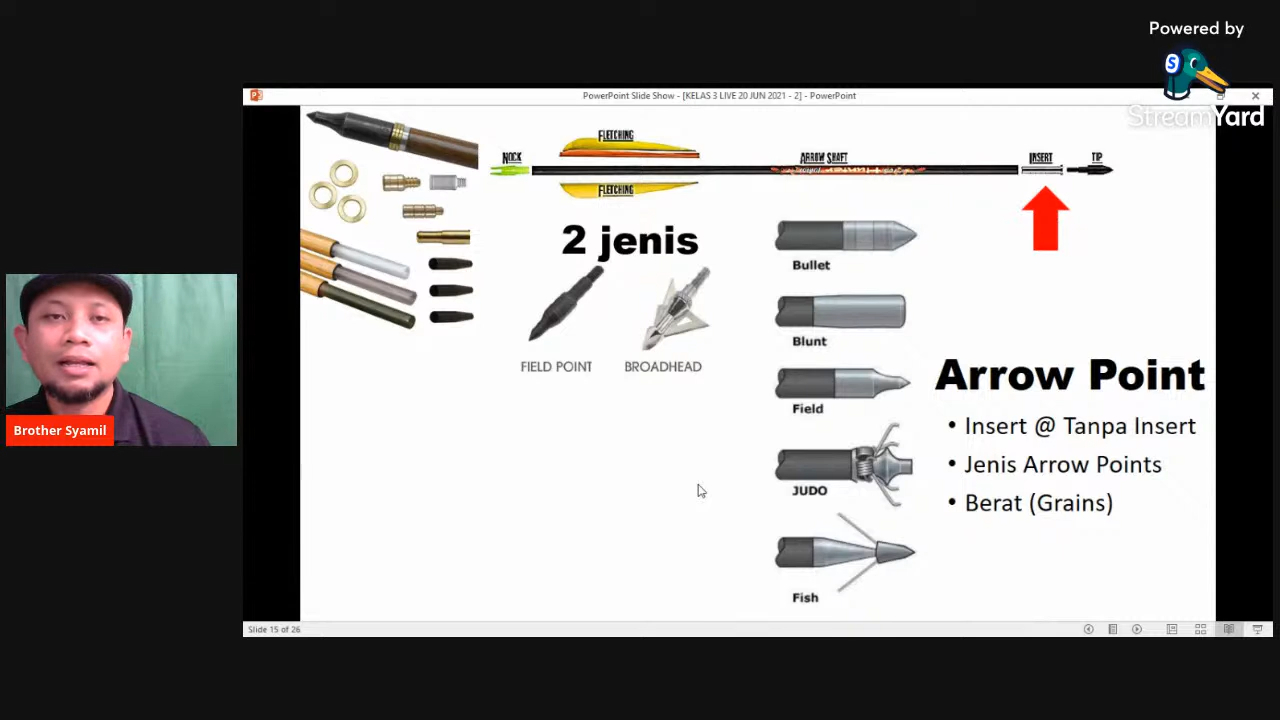 Powered by
StreamYard
PowerPoint Slide Show - [KELAS 3 LIVE 20 JUN 2021 - 2] - PowerPoint
FLETCHING
NOCK
ARROW SHAFT
INSERT
TIP
FLETCHING
2 jenis
FIELD POINT
BROADHEAD
Bullet
Blunt
Field
JUDO
Fish
Arrow Point
• Insert @ Tanpa Insert
• Jenis Arrow Points
• Berat (Grains)
Brother Syamil
Slide 15 of 26